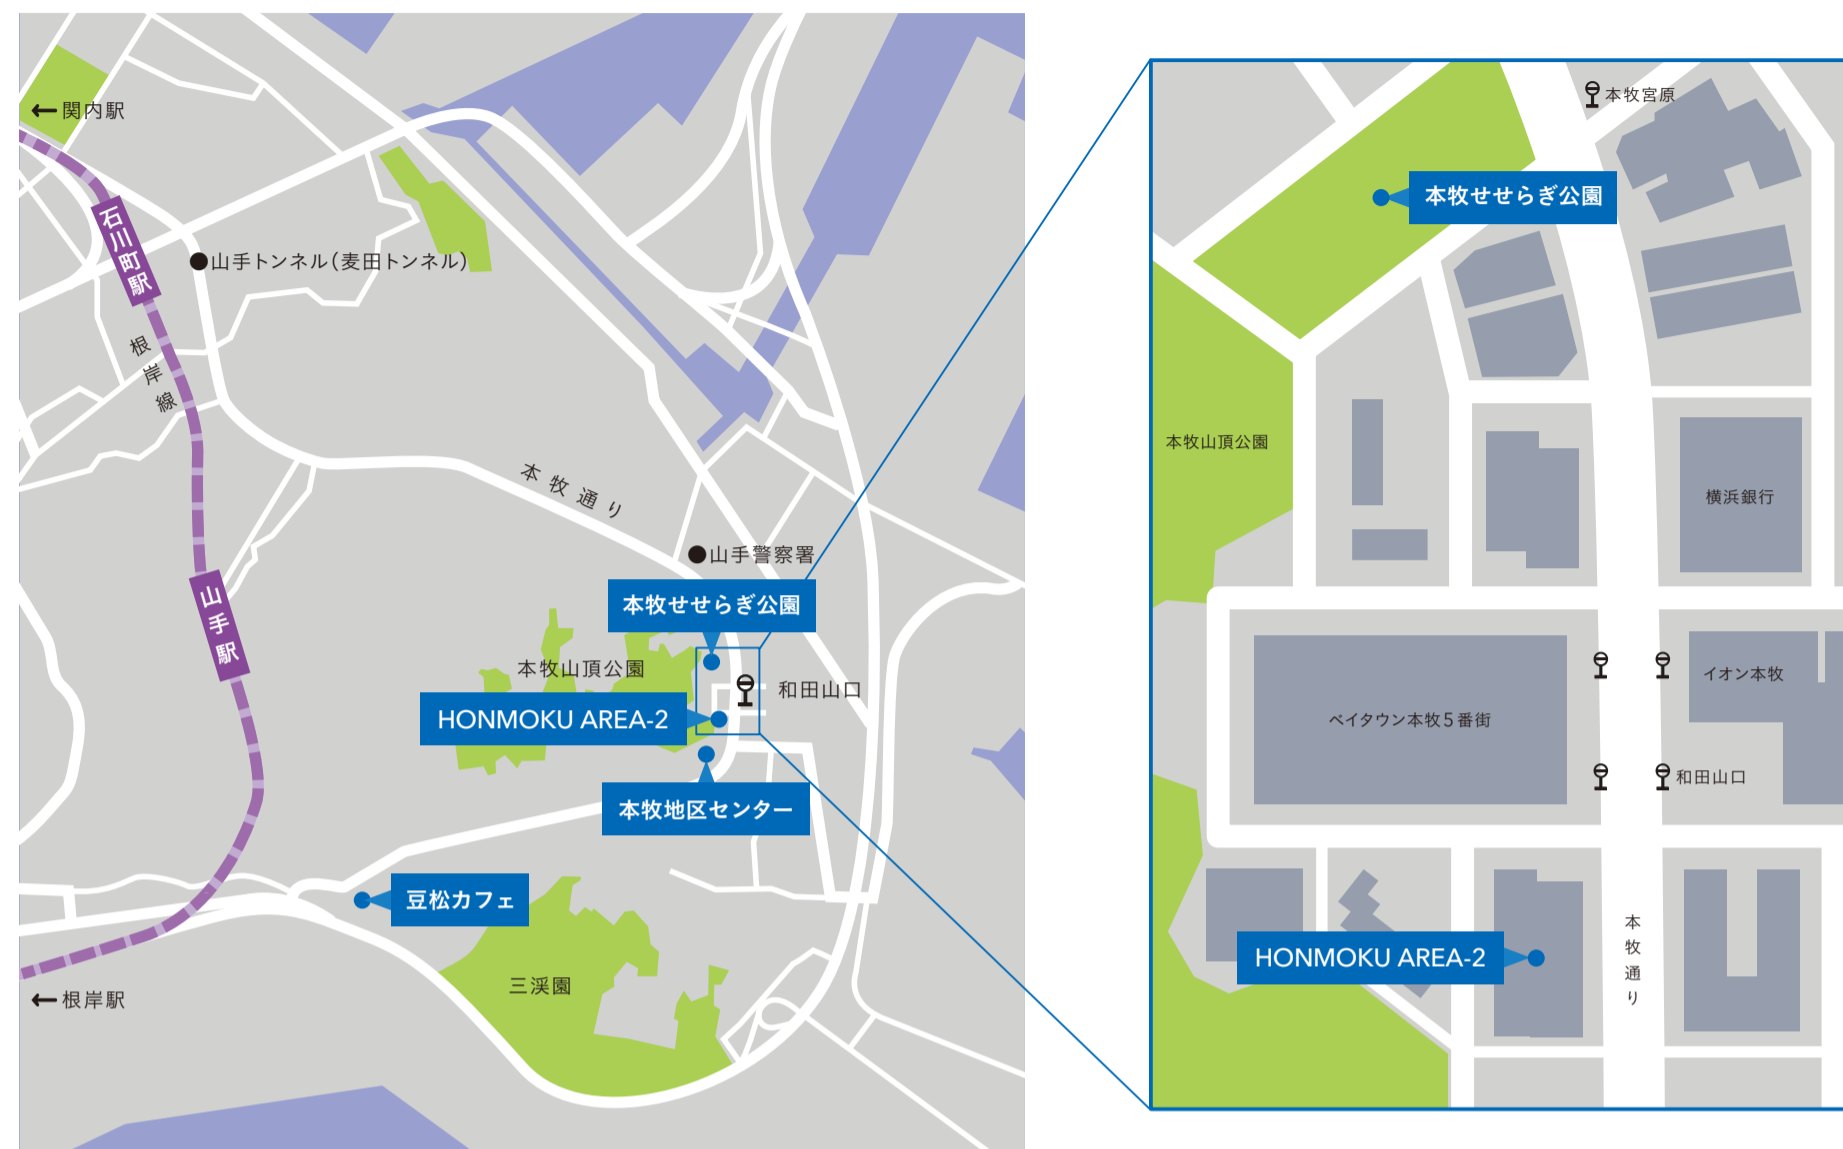 ← 関内駅
石川町駅
山手トンネル(麦田トンネル)
根岸線
本牧通り
山手警察署
山手駅
本牧せせらぎ公園
本牧山頂公園
和田山口
HONMOKU AREA-2
本牧地区センター
豆松カフェ
三渓園
← 根岸駅
本牧宮原
本牧せせらぎ公園
本牧山頂公園
横浜銀行
イオン本牧
ベイタウン本牧5番街
和田山口
本牧通り
HONMOKU AREA-2